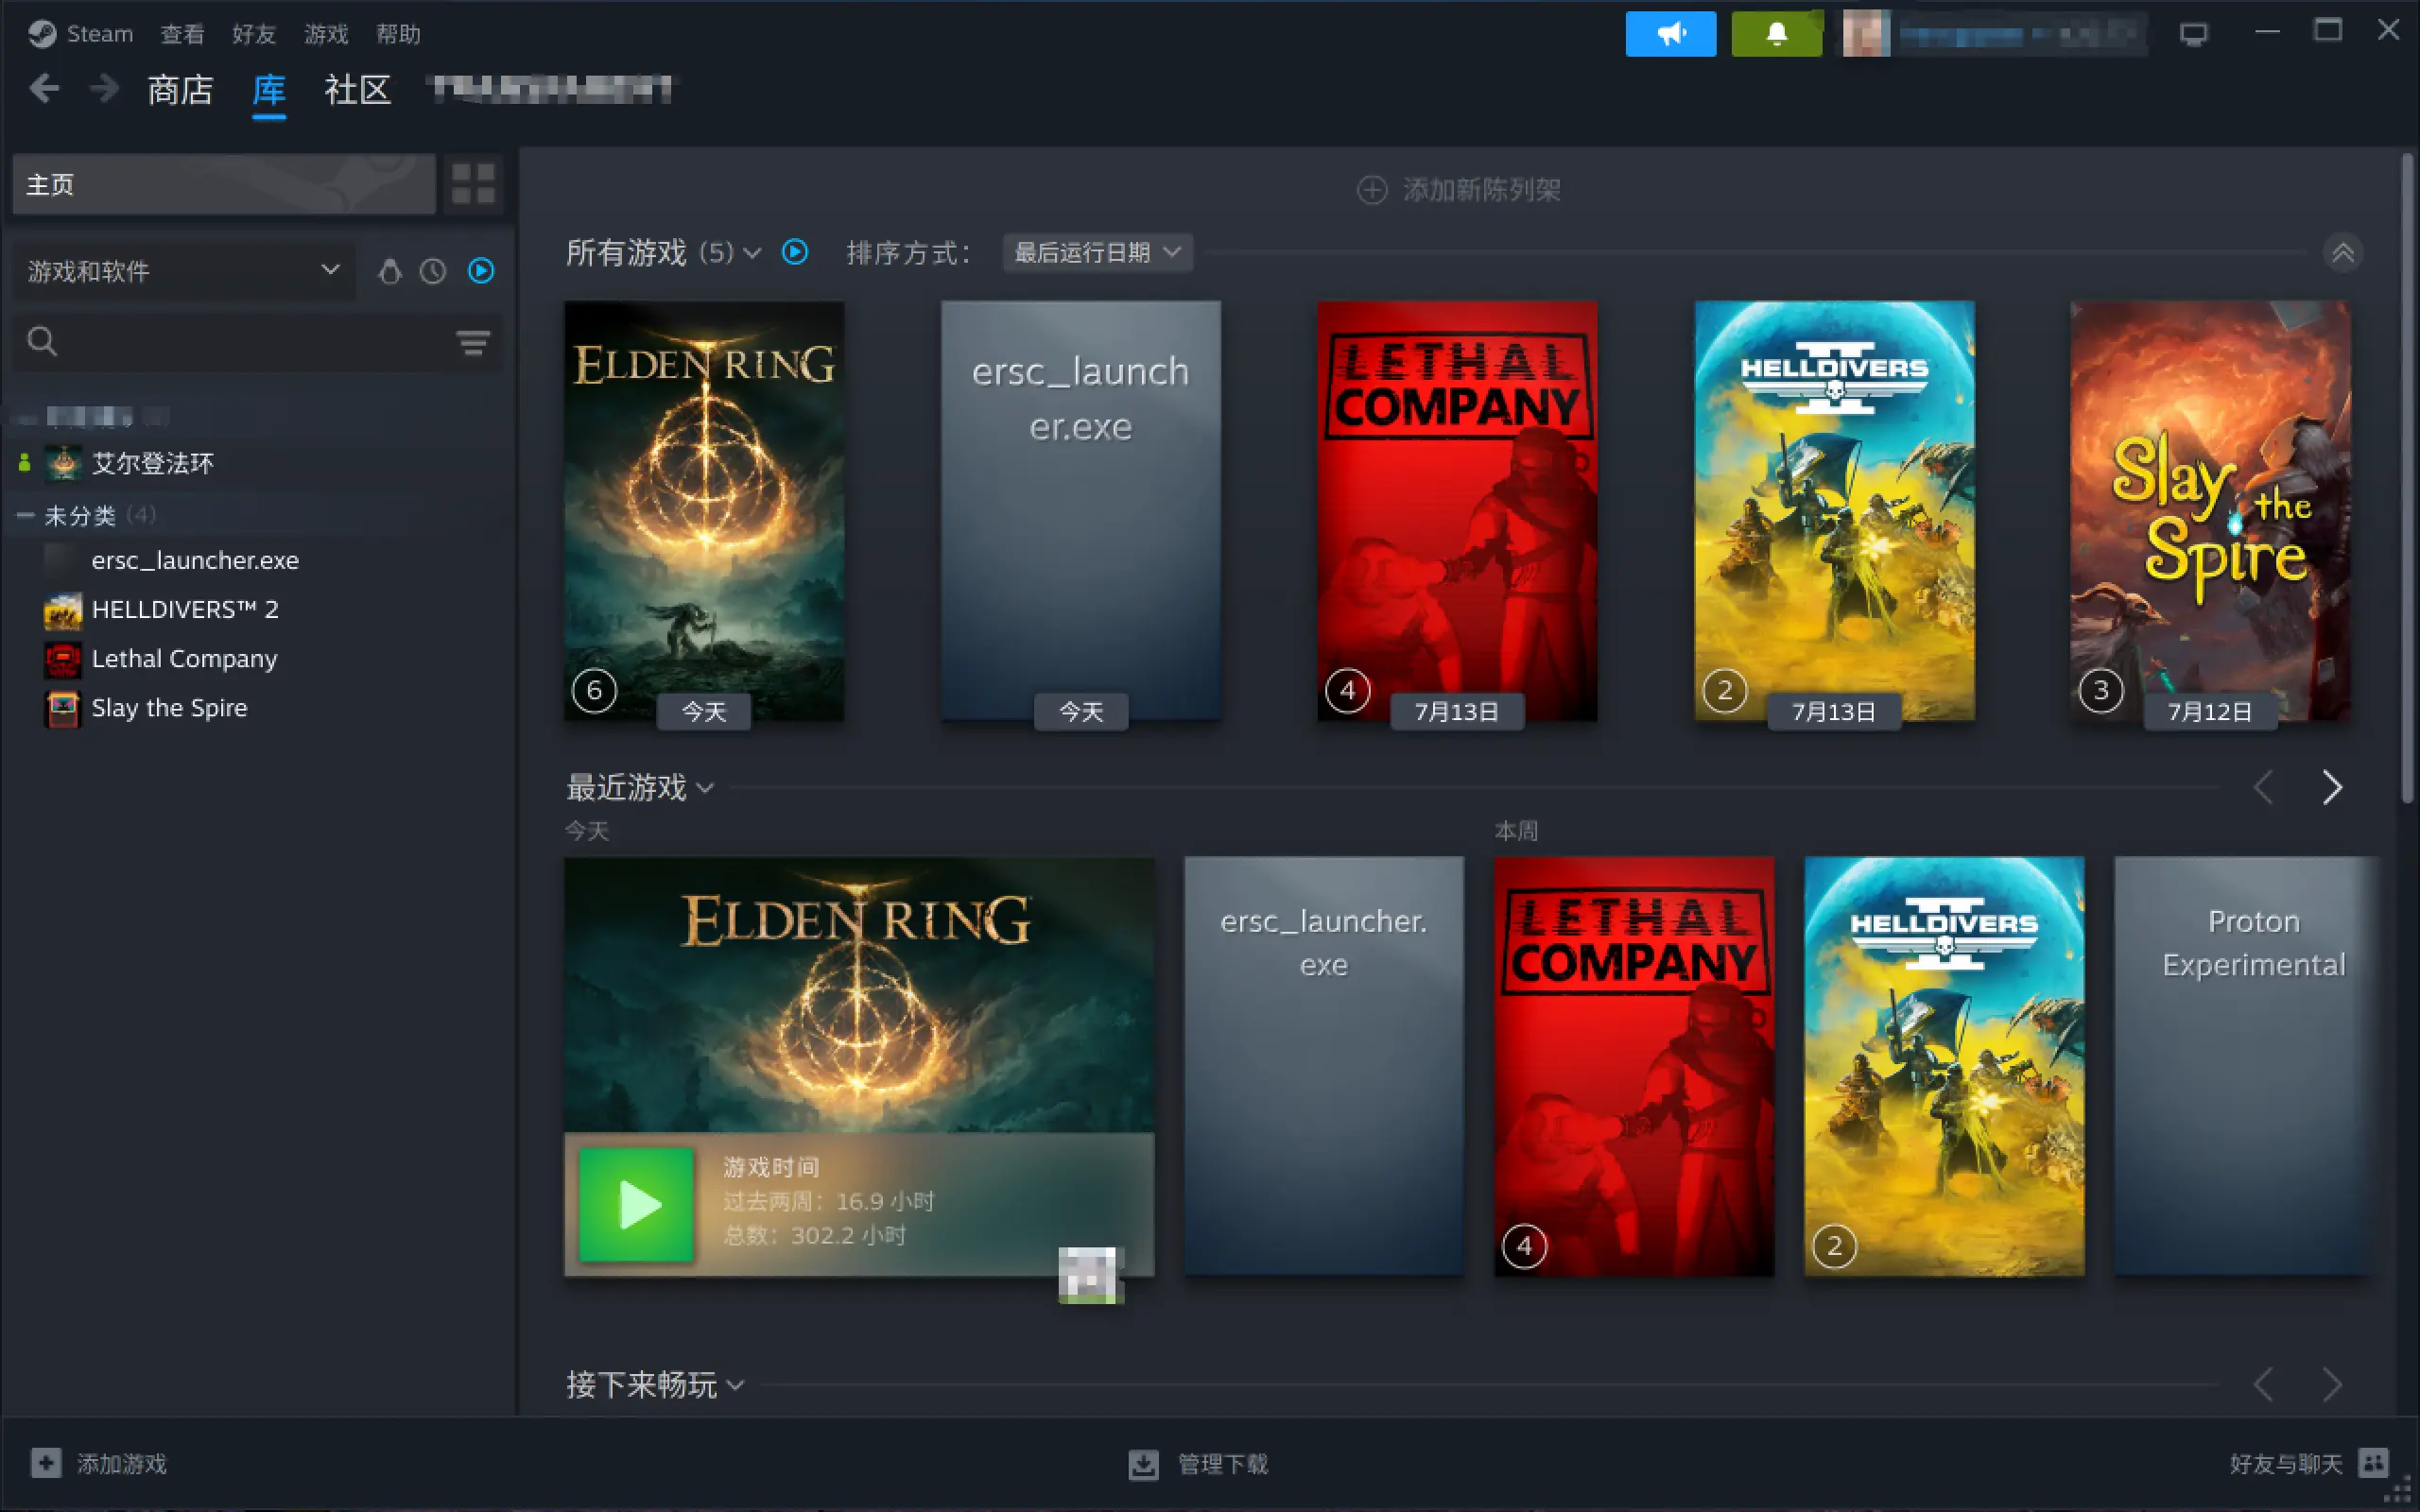 Steam 查看 好友 游戏 帮助
商店 库 社区
主页
添加新陈列架
游戏和软件
所有游戏 (5) 排序方式： 最后运行日期
艾尔登法环
未分类 (4)
ersc_launcher.exe
HELLDIVERS™ 2
Lethal Company
Slay the Spire
ELDEN RING
6
今天
ersc_launch
er.exe
今天
LETHAL
COMPANY
4
7月13日
HELLDIVERS
II
2
7月13日
Slay
the
Spire
3
7月12日
最近游戏
今天
本周
ELDEN RING
游戏时间
过去两周：16.9 小时
总数：302.2 小时
ersc_launcher.
exe
LETHAL
COMPANY
4
HELLDIVERS
II
2
Proton
Experimental
接下来畅玩
添加游戏
管理下载
好友与聊天